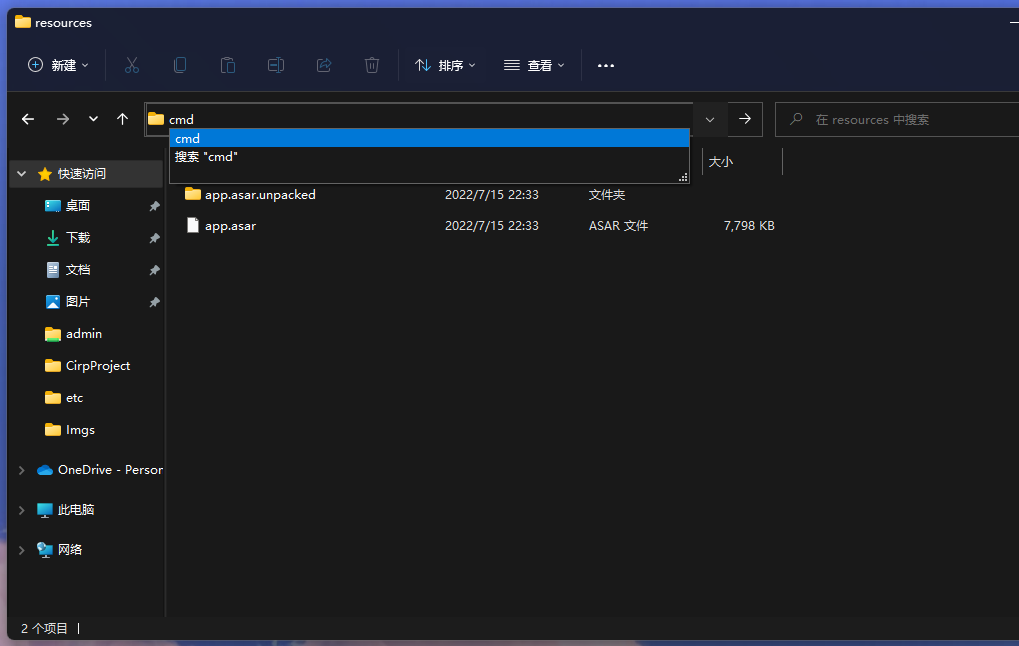 resources
新建 排序 查看
cmd 在 resources 中搜索
cmd
搜索 "cmd"
大小
快速访问
app.asar.unpacked 2022/7/15 22:33 文件夹
桌面
app.asar 2022/7/15 22:33 ASAR 文件 7,798 KB
下载
文档
图片
admin
CirpProject
etc
Imgs
OneDrive - Person
此电脑
网络
2 个项目